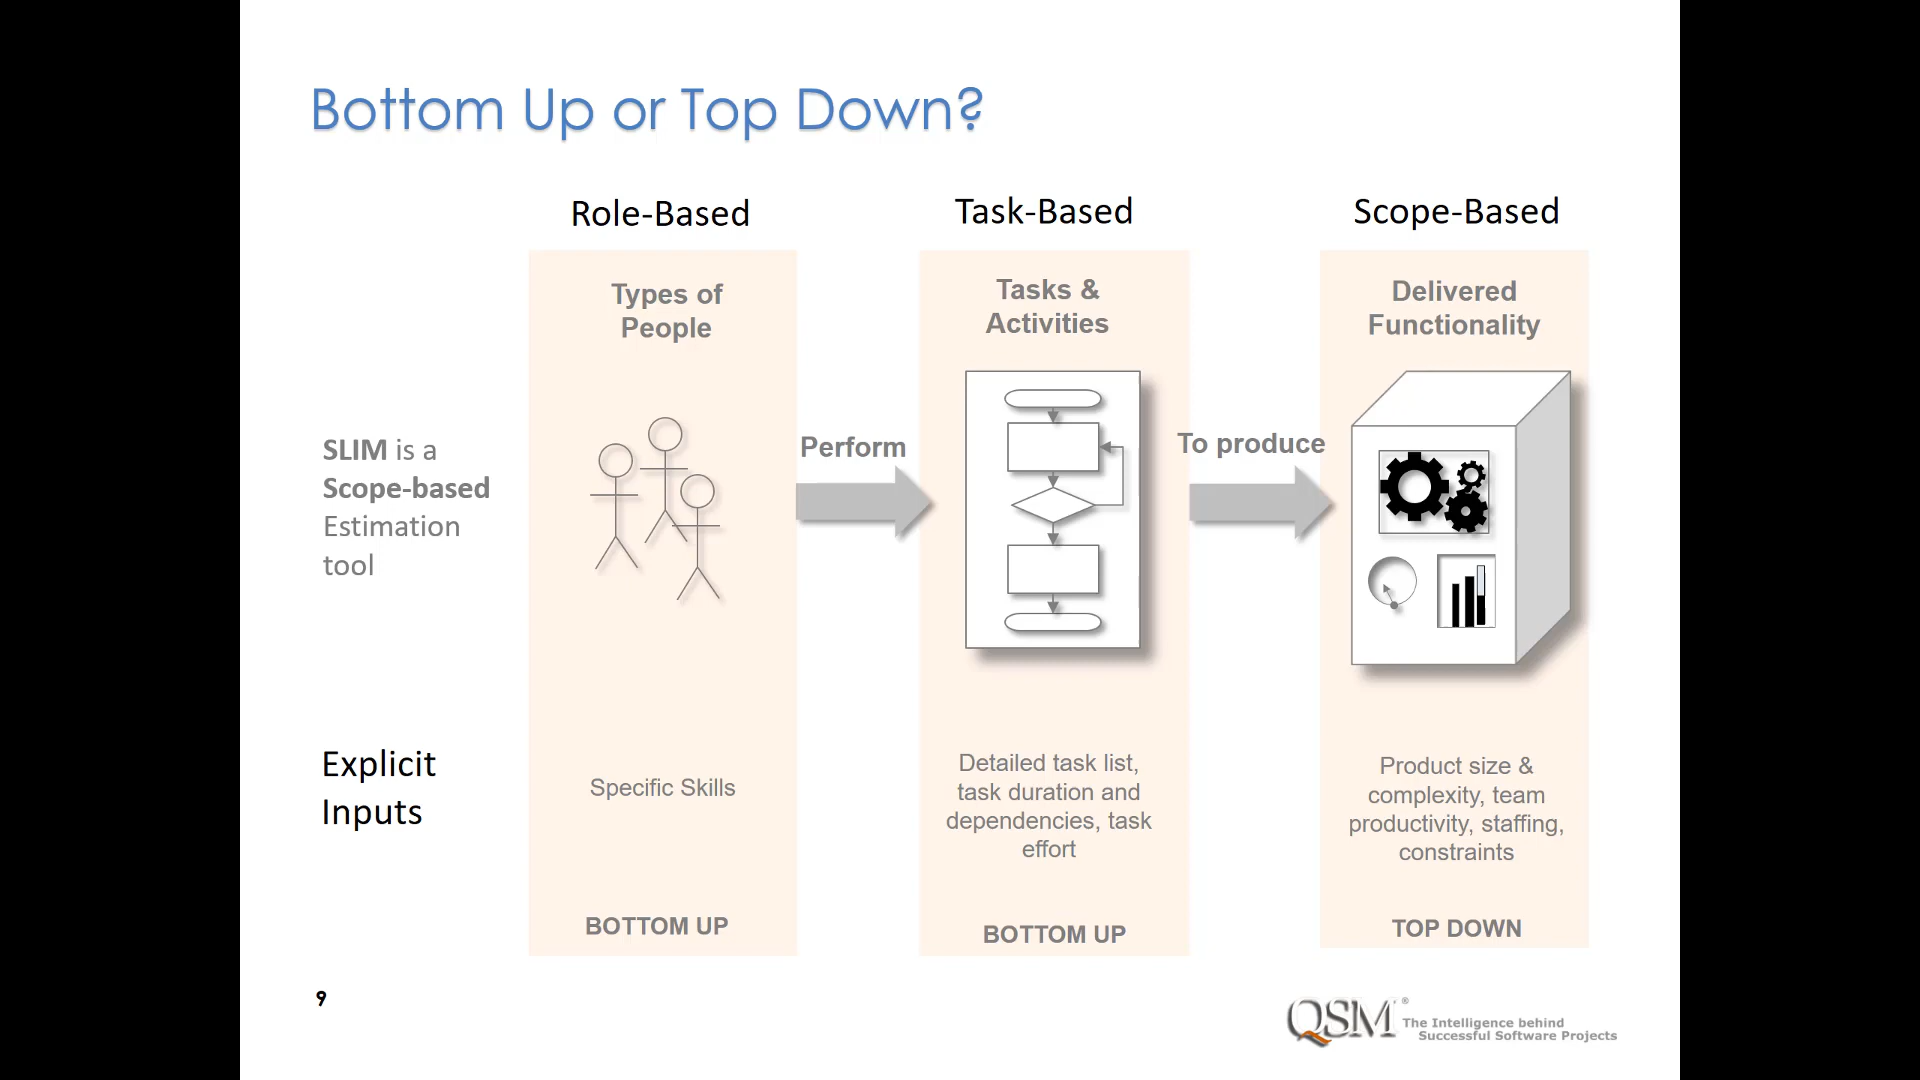 Bottom Up or Top Down?
Role-Based
Task-Based
Scope-Based
Types of
People
Tasks &
Activities
Delivered
Functionality
SLIM is a
Scope-based
Estimation
tool
Perform
To produce
Explicit
Inputs
Specific Skills
Detailed task list,
task duration and
dependencies, task
effort
Product size &
complexity, team
productivity, staffing,
constraints
BOTTOM UP
BOTTOM UP
TOP DOWN
9
QSM®
The Intelligence behind
Successful Software Projects